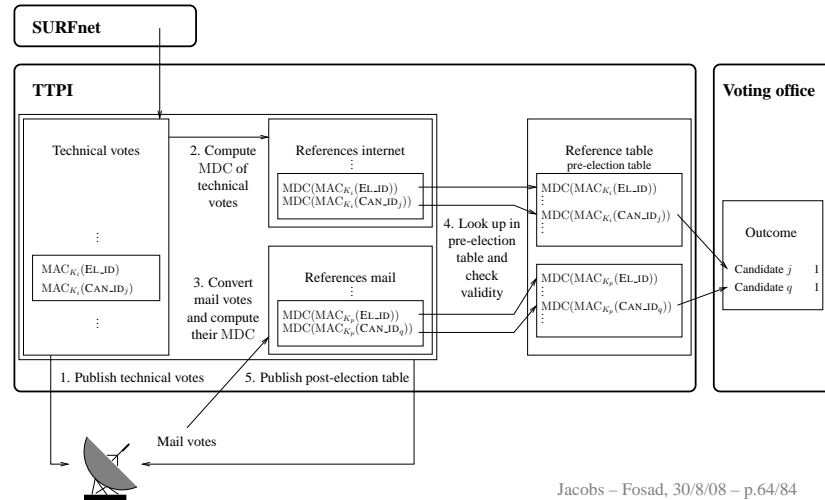 SURFnet
TTPI
Voting office
Technical votes
⋮
MAC_{K_i}(EL_ID)
MAC_{K_i}(CAN_ID_j)
⋮
2. Compute
MDC of
technical
votes
References internet
⋮
MDC(MAC_{K_i}(EL_ID))
MDC(MAC_{K_i}(CAN_ID_j))
3. Convert
mail votes
and compute
their MDC
References mail
⋮
MDC(MAC_{K_p}(EL_ID))
MDC(MAC_{K_p}(CAN_ID_q))
4. Look up in
pre-election
table and
check
validity
Reference table
pre-election table
MDC(MAC_{K_i}(EL_ID))
⋮
MDC(MAC_{K_i}(CAN_ID_j))
⋮
MDC(MAC_{K_p}(EL_ID))
⋮
MDC(MAC_{K_p}(CAN_ID_q))
⋮
Outcome
Candidate j 1
Candidate q 1
1. Publish technical votes
5. Publish post-election table
Mail votes
Jacobs – Fosad, 30/8/08 – p.64/84